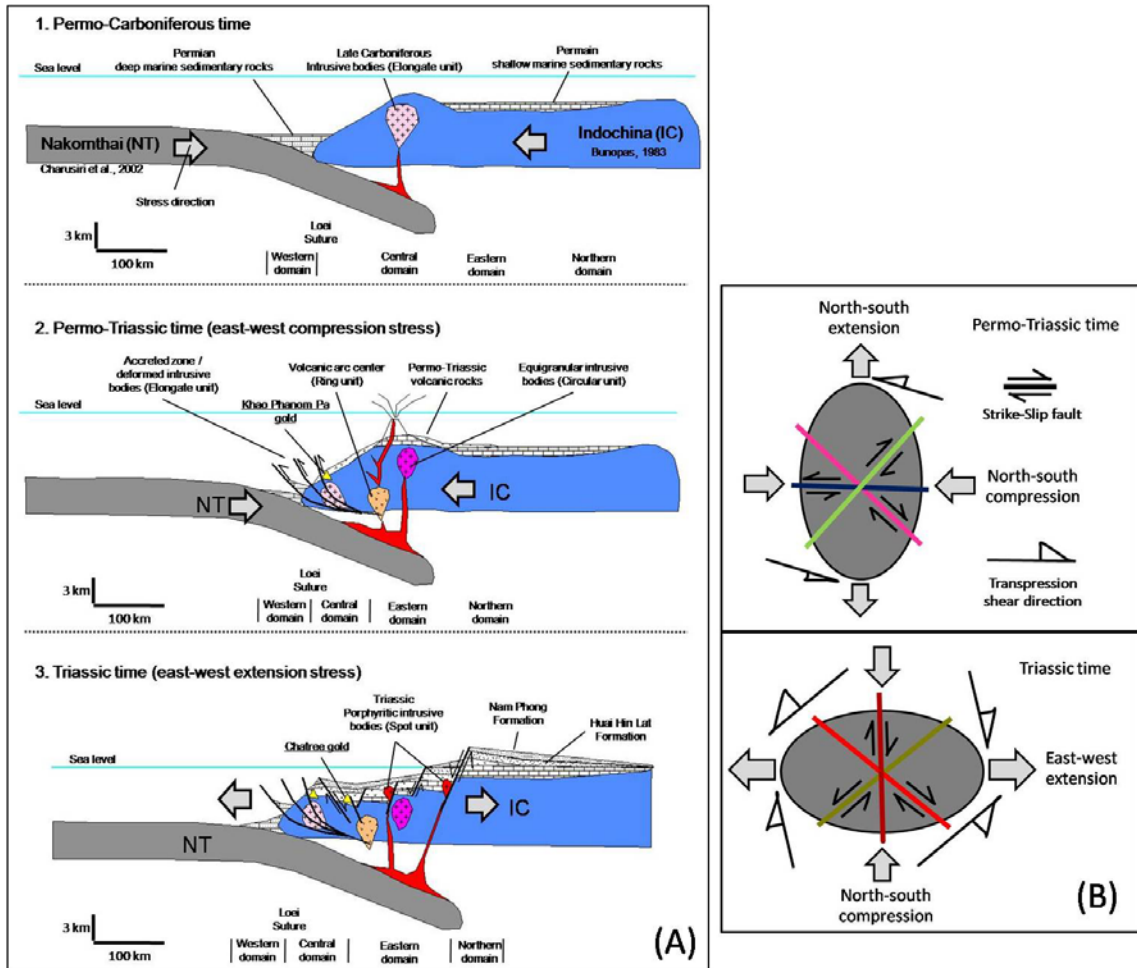 1. Permo-Carboniferous time
Permian
deep marine sedimentary rocks
Late Carboniferous
Intrusive bodies (Elongate unit)
Permain
shallow marine sedimentary rocks
Sea level
Nakornthai (NT)
Charusiri et al., 2002
Indochina (IC)
Bunopas, 1983
Stress direction
3 km
100 km
Loei
Suture
Western
domain
Central
domain
Eastern
domain
Northern
domain
2. Permo-Triassic time (east-west compression stress)
Accreted zone /
deformed intrusive
bodies (Elongate unit)
Volcanic arc center
(Ring unit)
Permo-Triassic
volcanic rocks
Equigranular intrusive
bodies (Circular unit)
Sea level
Khao Phanom Pa
gold
NT
IC
3 km
100 km
Loei
Suture
Western
domain
Central
domain
Eastern
domain
Northern
domain
3. Triassic time (east-west extension stress)
Triassic
Porphyritic intrusive
bodies (Spot unit)
Nam Phong
Formation
Huai Hin Lat
Formation
Chatree gold
Sea level
NT
IC
3 km
100 km
Loei
Suture
Western
domain
Central
domain
Eastern
domain
Northern
domain
(A)
North-south
extension
Permo-Triassic time
Strike-Slip fault
North-south
compression
Transpression
shear direction
Triassic time
East-west
extension
North-south
compression
(B)